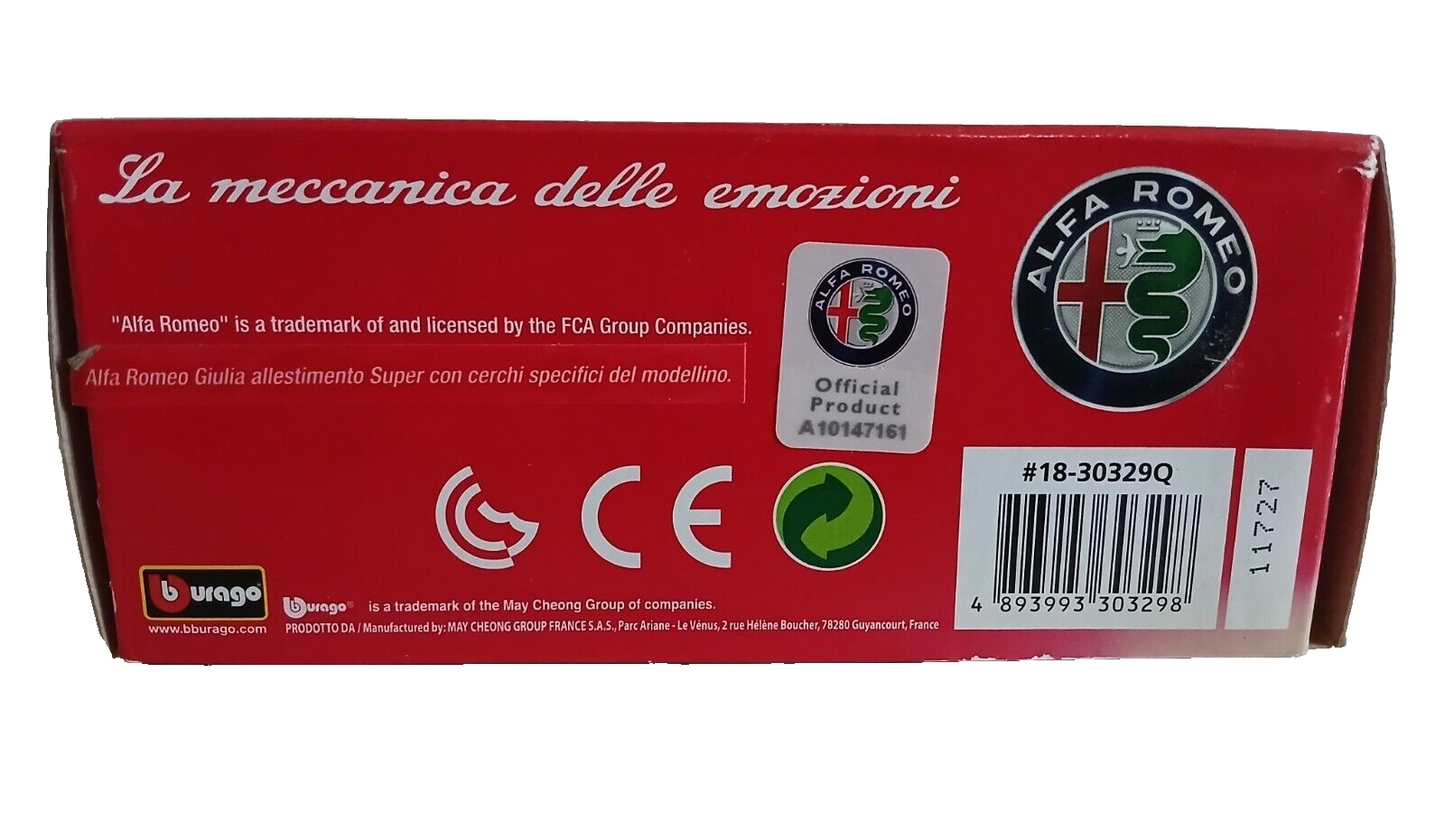 La meccanica delle emozioni
ALFA ROMEO
ALFA ROMEO
Official
Product
A10147161
"Alfa Romeo" is a trademark of and licensed by the FCA Group Companies.
Alfa Romeo Giulia allestimento Super con cerchi specifici del modellino.
CE
#18-30329Q
4 893993 303298
11727
bburago®
www.bburago.com
bburago® is a trademark of the May Cheong Group of companies.
PRODOTTO DA / Manufactured by: MAY CHEONG GROUP FRANCE S.A.S., Parc Ariane - Le Vénus, 2 rue Hélène Boucher, 78280 Guyancourt, France